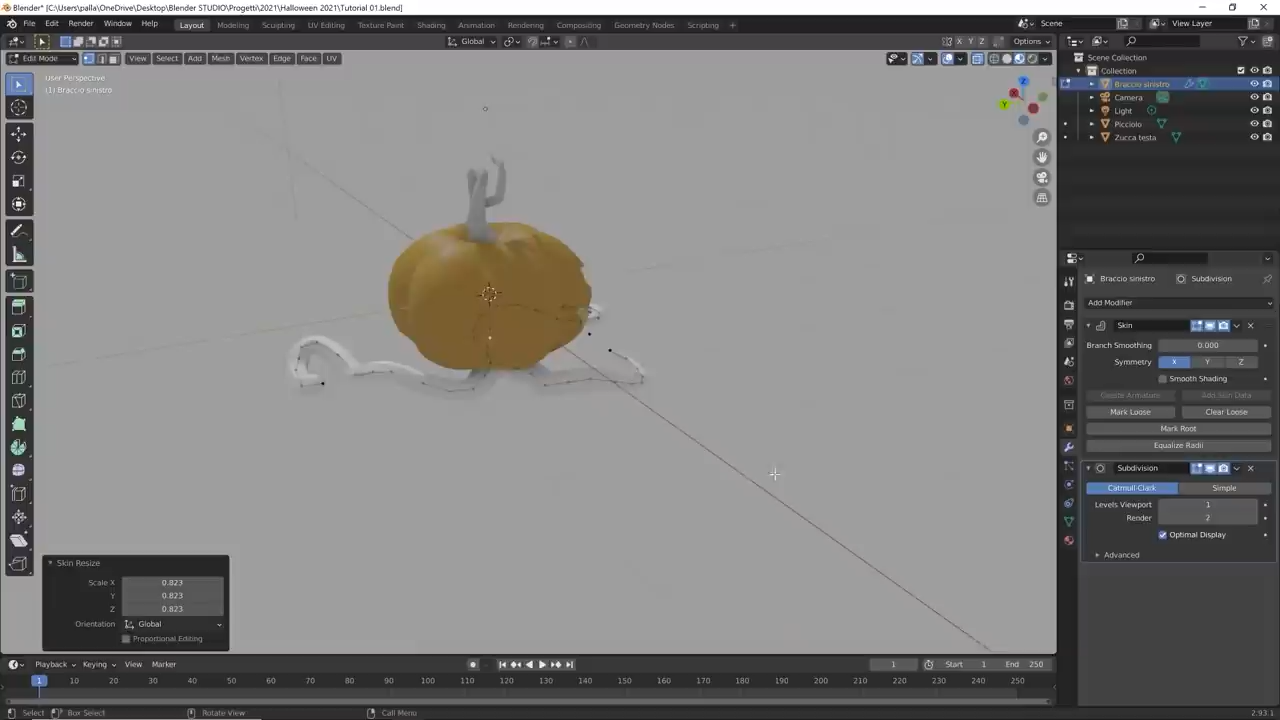 Blender* [C:\Users\palla\OneDrive\Desktop\Blender STUDIO\Progetti\2021\Halloween 2021\Tutorial 01.blend]
File Edit Render Window Help Layout Modeling Sculpting UV Editing Texture Paint Shading Animation Rendering Compositing Geometry Nodes Scripting + Scene View Layer
Global X Y Z Options
Edit Mode View Select Add Mesh Vertex Edge Face UV
User Perspective
(1) Braccio sinistro
Scene Collection
Collection
Braccio sinistro
Camera
Light
Picciolo
Zucca testa
Braccio sinistro Subdivision
Add Modifier
Skin
Branch Smoothing 0.000
Symmetry X Y Z
Smooth Shading
Create Armature Add Skin Data
Mark Loose Clear Loose
Mark Root
Equalize Radii
Subdivision
Catmull-Clark Simple
Levels Viewport 1
Render 2
Optimal Display
Advanced
Skin Resize
Scale X 0.823
Y 0.823
Z 0.823
Orientation Global
Proportional Editing
Playback Keying View Marker 1 Start 1 End 250
1 10 20 30 40 50 60 70 80 90 100 110 120 130 140 150 160 170 180 190 200 210 220 230 240 250
Select Box Select Rotate View Call Menu 2.93.1